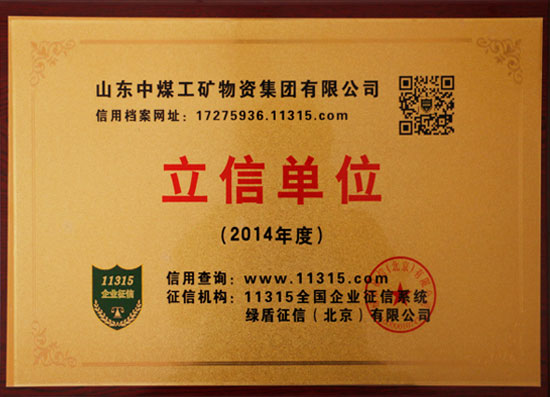 山东中煤工矿物资集团有限公司
信用档案网址：17275936.11315.com
立信单位
（2014年度）
11315
企业征信
信用查询：www.11315.com
征信机构：11315全国企业征信系统
绿盾征信（北京）有限公司